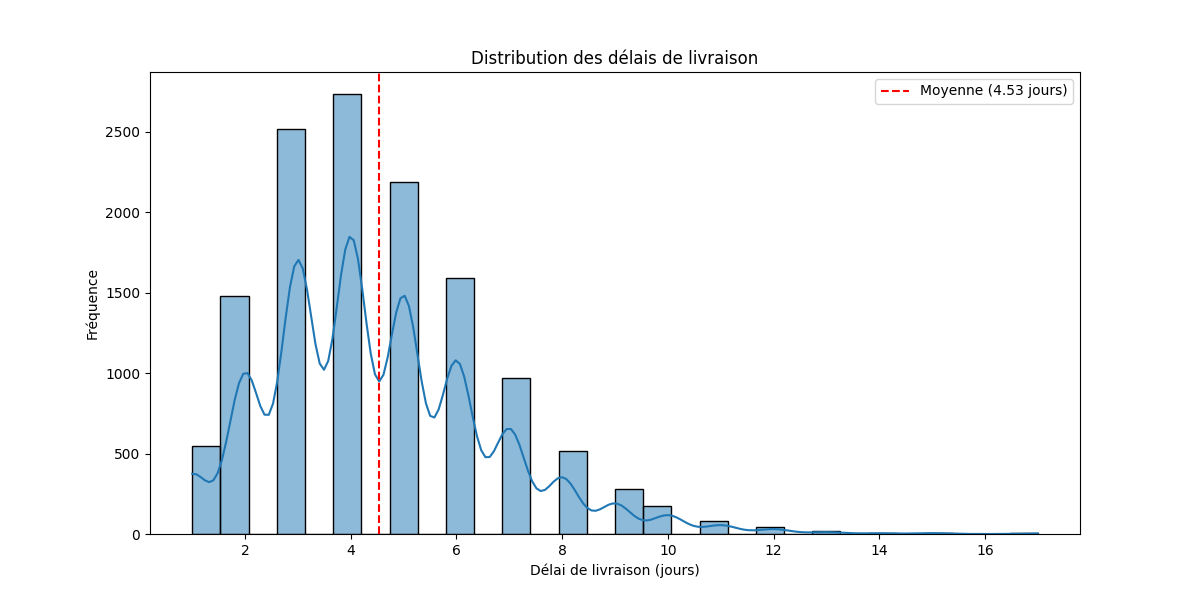 Distribution des délais de livraison
Moyenne (4.53 jours)
Fréquence
2500
2000
1500
1000
500
0
2 4 6 8 10 12 14 16
Délai de livraison (jours)